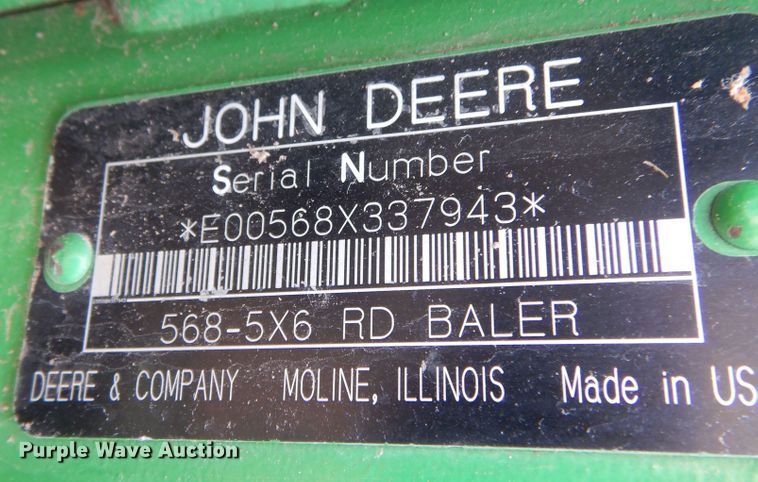 JOHN DEERE
Serial Number
*E00568X337943*
568-5X6 RD BALER
DEERE & COMPANY MOLINE, ILLINOIS Made in US
Purple Wave Auction